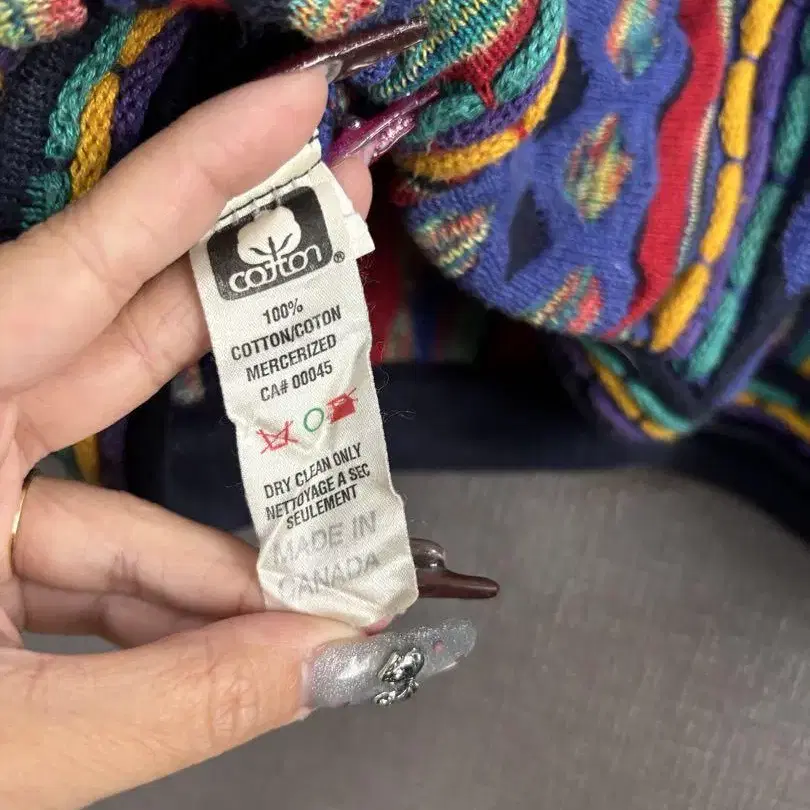 cotton®
100%
COTTON/COTON
MERCERIZED
CA# 00045
DRY CLEAN ONLY
NETTOYAGE A SEC
SEULEMENT
MADE IN
CANADA